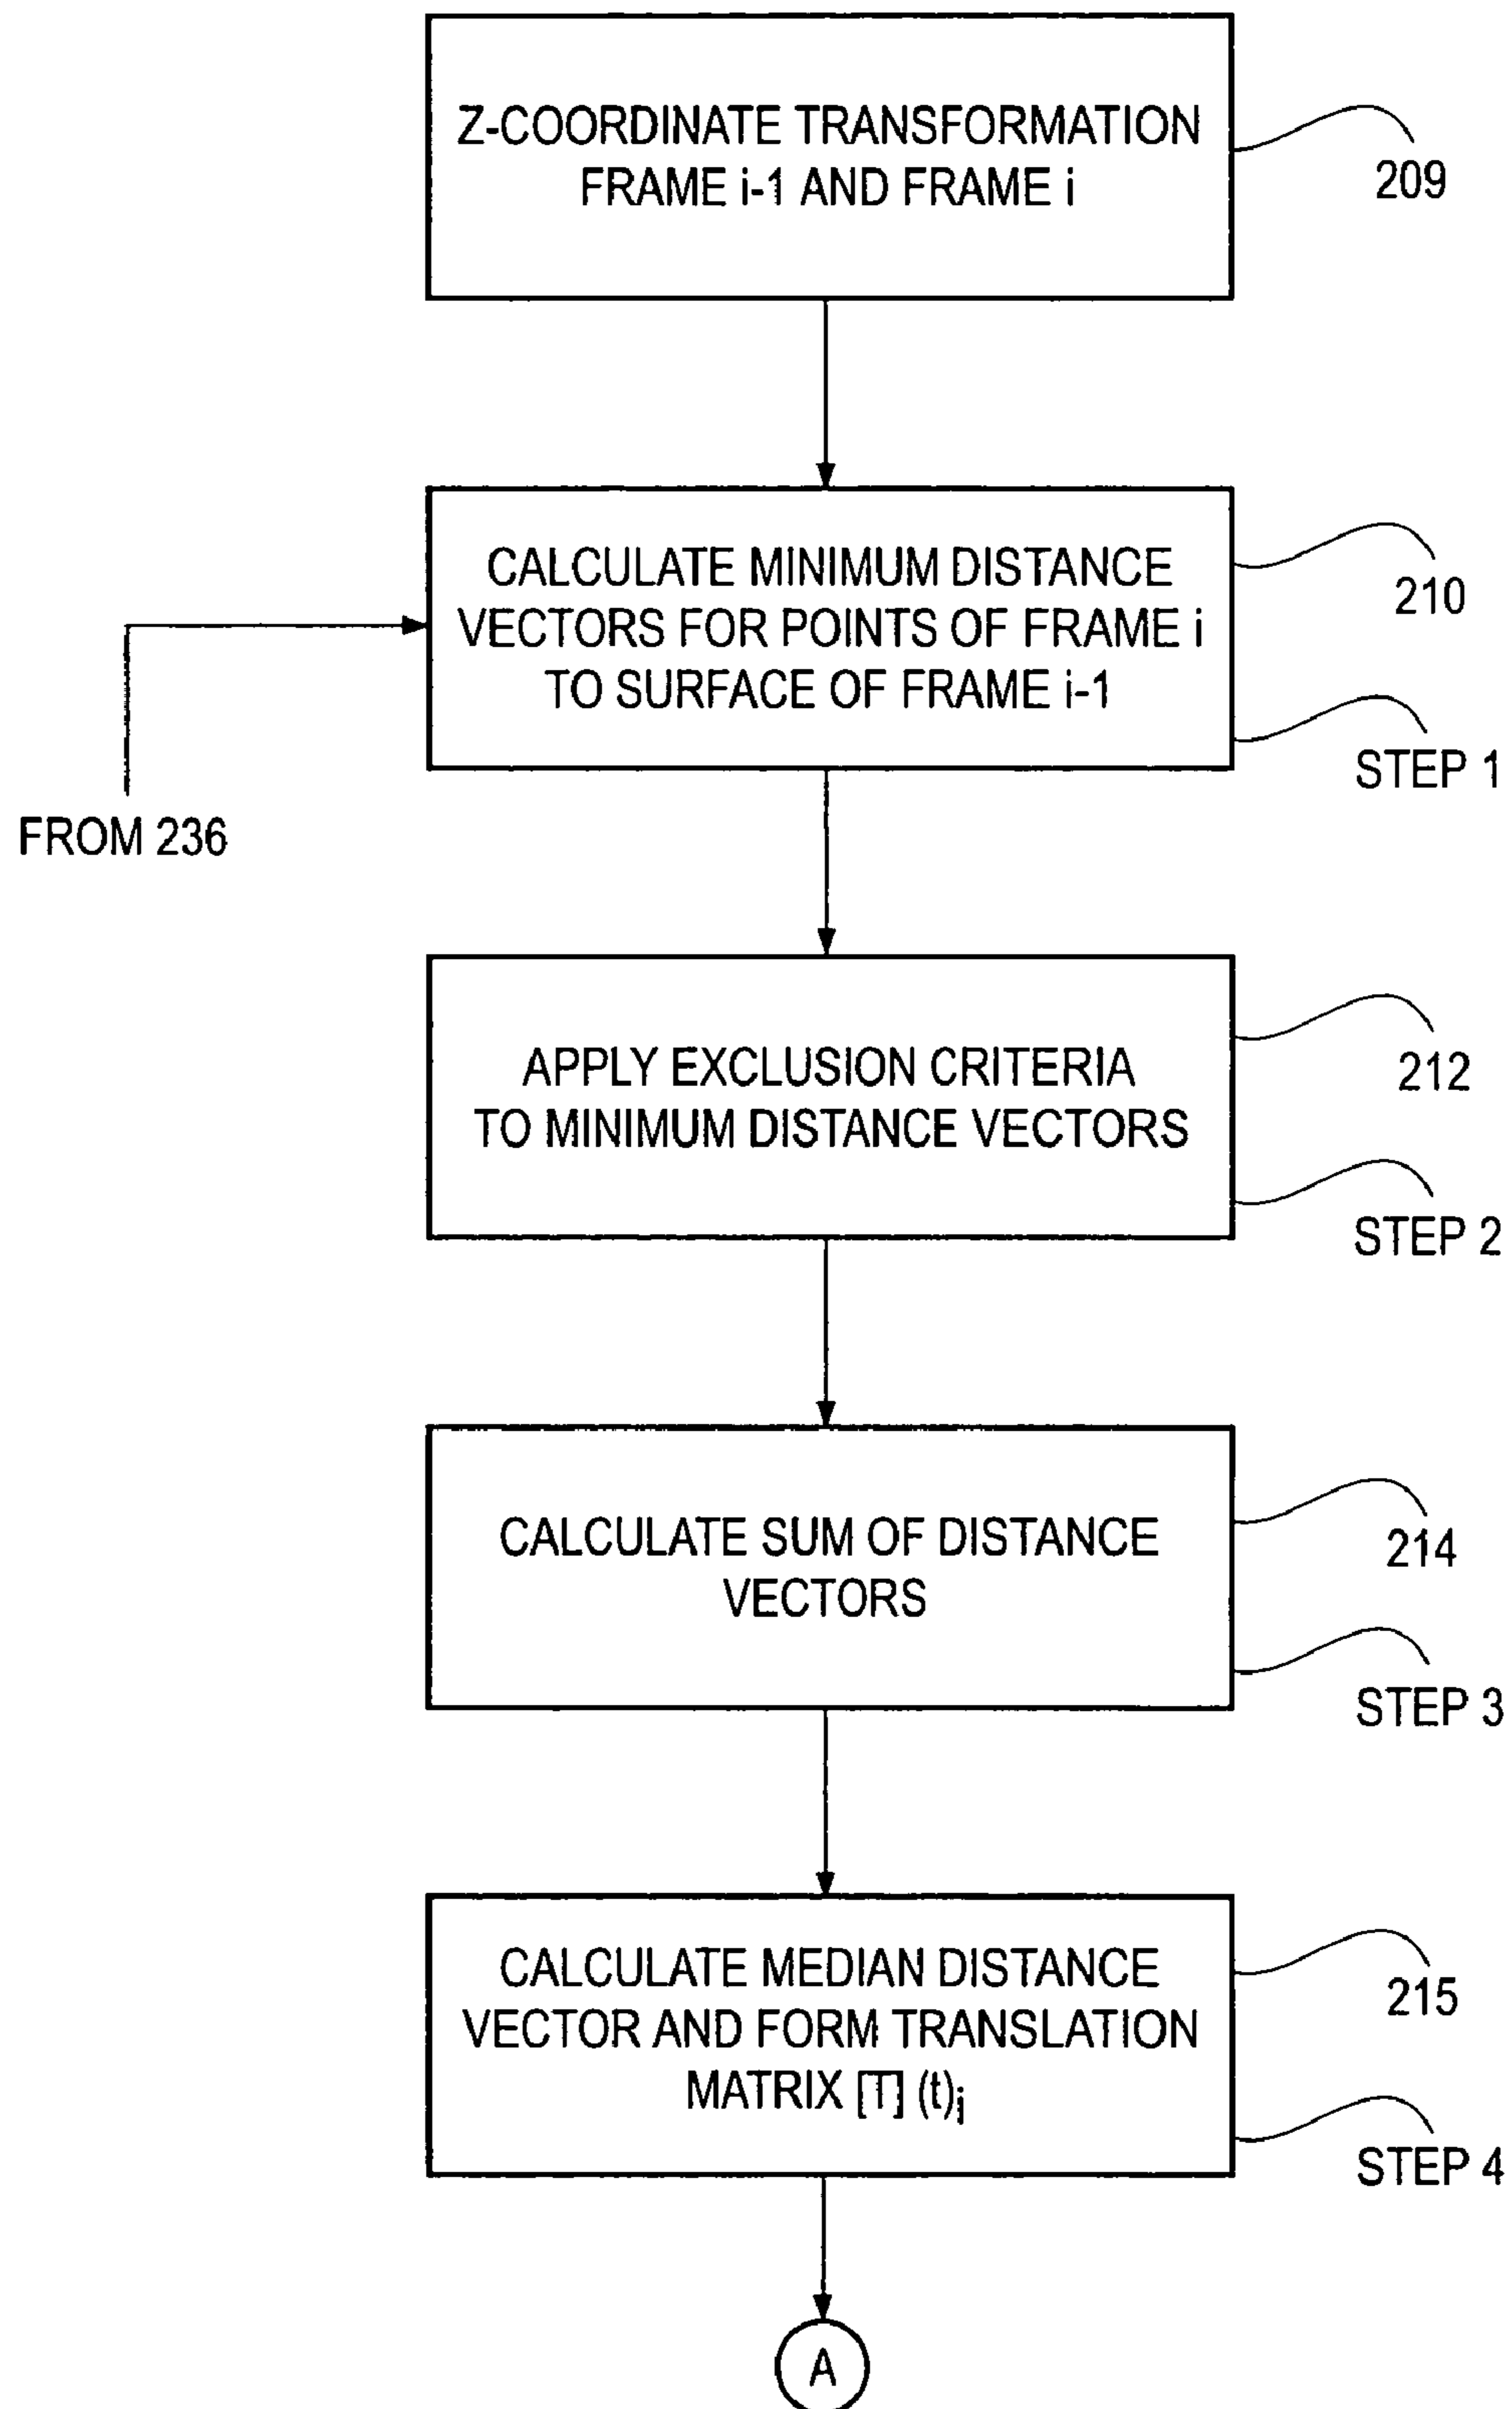 Z-COORDINATE TRANSFORMATION
FRAME i-1 AND FRAME i
209
CALCULATE MINIMUM DISTANCE
VECTORS FOR POINTS OF FRAME i
TO SURFACE OF FRAME i-1
210
STEP 1
FROM 236
APPLY EXCLUSION CRITERIA
TO MINIMUM DISTANCE VECTORS
212
STEP 2
CALCULATE SUM OF DISTANCE
VECTORS
214
STEP 3
CALCULATE MEDIAN DISTANCE
VECTOR AND FORM TRANSLATION
MATRIX [T] (t)j
215
STEP 4
A